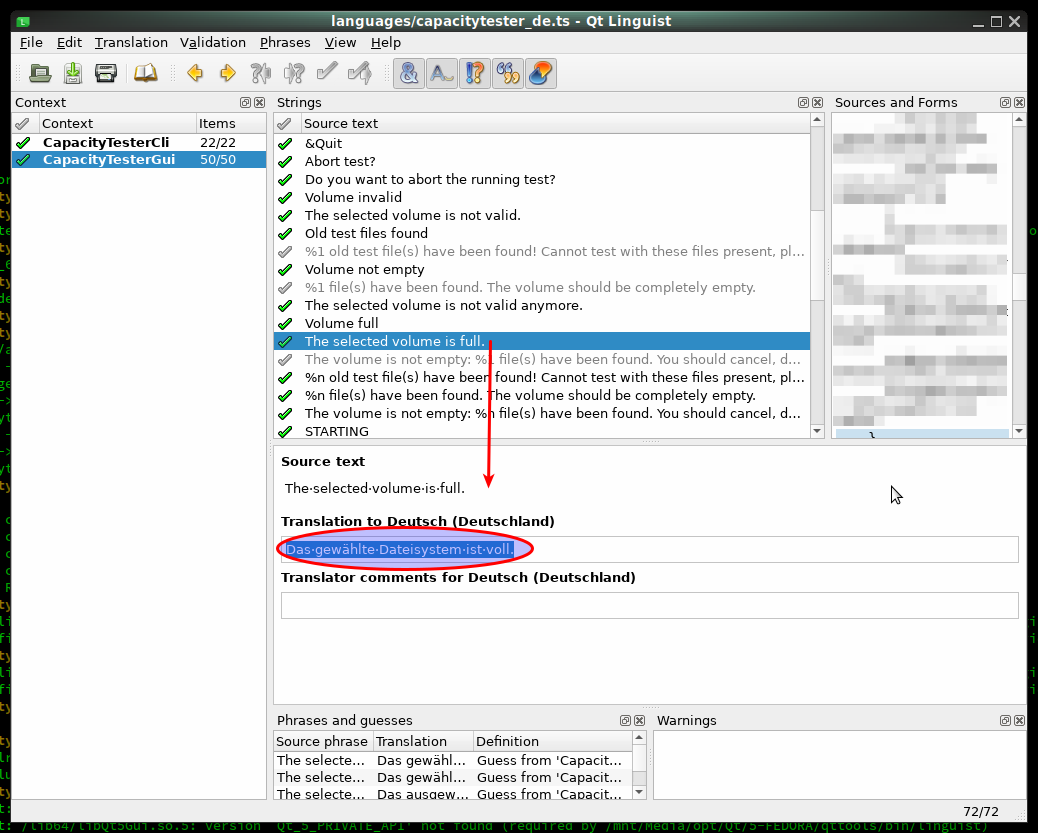 languages/capacitytester_de.ts - Qt Linguist
File Edit Translation Validation Phrases View Help
Context
Context Items
CapacityTesterCli 22/22
CapacityTesterGui 50/50
Strings
Source text
&Quit
Abort test?
Do you want to abort the running test?
Volume invalid
The selected volume is not valid.
Old test files found
%1 old test file(s) have been found! Cannot test with these files present, pl...
Volume not empty
%1 file(s) have been found. The volume should be completely empty.
The selected volume is not valid anymore.
Volume full
The selected volume is full.
The volume is not empty: %1 file(s) have been found. You should cancel, d...
%n old test file(s) have been found! Cannot test with these files present, pl...
%n file(s) have been found. The volume should be completely empty.
The volume is not empty: %n file(s) have been found. You should cancel, d...
STARTING
Sources and Forms
}
Source text
The·selected·volume·is·full.
Translation to Deutsch (Deutschland)
Das·gewählte·Dateisystem·ist·voll.
Translator comments for Deutsch (Deutschland)
Phrases and guesses
Source phrase Translation Definition
The selecte... Das gewähl... Guess from 'Capacit...
The selecte... Das gewähl... Guess from 'Capacit...
The selecte... Das ausgew... Guess from 'Capacit...
Warnings
72/72
t: /lib64/libQt5Gui.so.5: version `Qt_5_PRIVATE_API' not found (required by /mnt/Media/opt/Qt/5-FEDORA/qttools/bin/linguist)